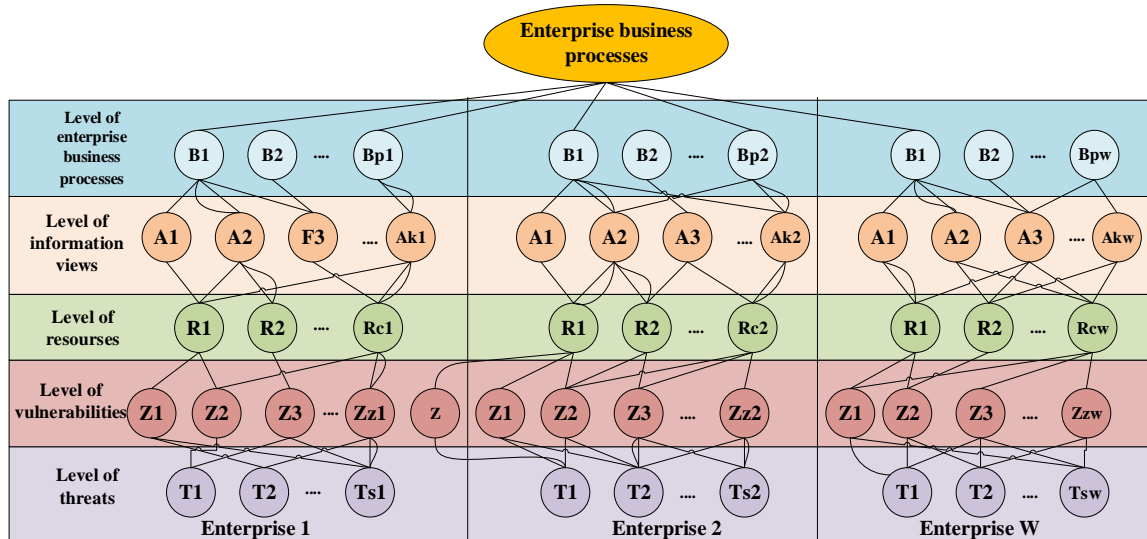 Enterprise business
processes
Level of
enterprise
business
processes
B1 B2 .... Bp1 B1 B2 .... Bp2 B1 B2 .... Bpw
Level of
information
views
A1 A2 F3 .... Ak1 A1 A2 A3 .... Ak2 A1 A2 A3 .... Akw
Level of
resourses
R1 R2 .... Rc1 R1 R2 .... Rc2 R1 R2 .... Rcw
Level of
vulnerabilities
Z1 Z2 Z3 .... Zz1 Z Z1 Z2 Z3 .... Zz2 Z1 Z2 Z3 .... Zzw
Level of
threats
T1 T2 .... Ts1 T1 T2 .... Ts2 T1 T2 .... Tsw
Enterprise 1 Enterprise 2 Enterprise W